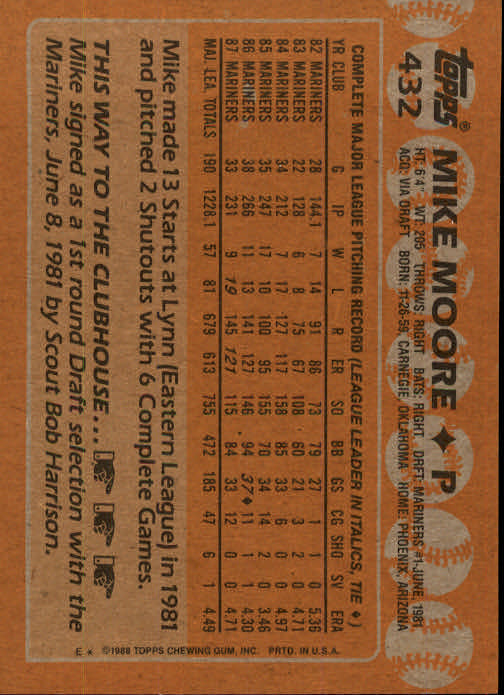 topps® MIKE MOORE ♦ P
432 HT: 6'4" WT: 205 THROWS: RIGHT BATS: RIGHT DRFT: MARINERS #1-JUNE, 1981
ACQ: VIA DRAFT BORN: 11-26-59, CARNEGIE, OKLAHOMA HOME: PHOENIX, ARIZONA
COMPLETE MAJOR LEAGUE PITCHING RECORD (LEAGUE LEADER IN ITALICS, TIE ♦)
YR CLUB G IP W L R ER SO BB GS CG SHO SV ERA
82 MARINERS 28 144.1 7 14 91 86 73 79 27 1 1 0 5.36
83 MARINERS 22 128 6 8 75 67 108 60 21 3 2 0 4.71
84 MARINERS 34 212 7 17 127 117 158 85 33 6 0 0 4.97
85 MARINERS 35 247 17 10 100 95 155 70 34 14 2 0 3.46
86 MARINERS 38 266 11 13 141 127 146 94 37♦ 11 1 1 4.30
87 MARINERS 33 231 9 19 145 121 115 84 33 12 0 0 4.71
MAJ. LEA. TOTALS 190 1228.1 57 81 679 613 755 472 185 47 6 1 4.49
Mike made 13 Starts at Lynn (Eastern League) in 1981
and pitched 2 Shutouts with 6 Complete Games.
THIS WAY TO THE CLUBHOUSE...
Mike signed as a 1st round Draft selection with the
Mariners, June 8, 1981 by Scout Bob Harrison.
E* ©1988 TOPPS CHEWING GUM, INC. PRTD. IN U.S.A.